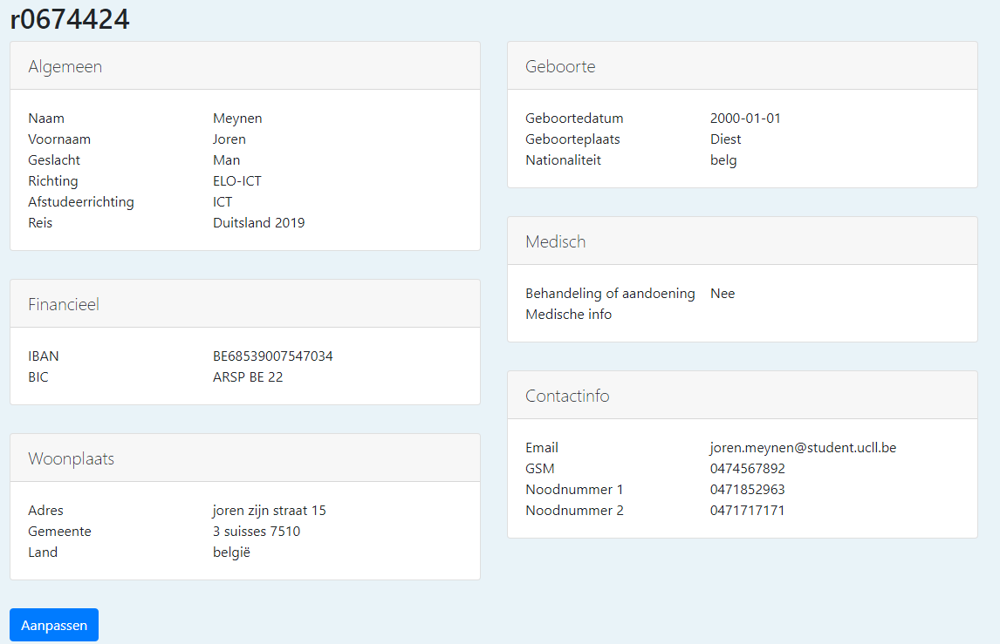 r0674424
Algemeen
Naam Meynen
Voornaam Joren
Geslacht Man
Richting ELO-ICT
Afstudeerrichting ICT
Reis Duitsland 2019
Financieel
IBAN BE68539007547034
BIC ARSP BE 22
Woonplaats
Adres joren zijn straat 15
Gemeente 3 suisses 7510
Land belgië
Aanpassen
Geboorte
Geboortedatum 2000-01-01
Geboorteplaats Diest
Nationaliteit belg
Medisch
Behandeling of aandoening Nee
Medische info
Contactinfo
Email joren.meynen@student.ucll.be
GSM 0474567892
Noodnummer 1 0471852963
Noodnummer 2 0471717171